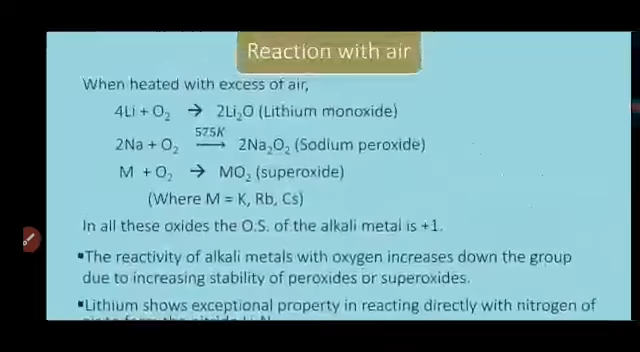 Reaction with air
When heated with excess of air,
4Li + O₂ → 2Li₂O (Lithium monoxide)
575K
2Na + O₂ ⟶ 2Na₂O₂ (Sodium peroxide)
M + O₂ → MO₂ (superoxide)
(Where M = K, Rb, Cs)
In all these oxides the O.S. of the alkali metal is +1.
▪The reactivity of alkali metals with oxygen increases down the group
due to increasing stability of peroxides or superoxides.
▪Lithium shows exceptional property in reacting directly with nitrogen of